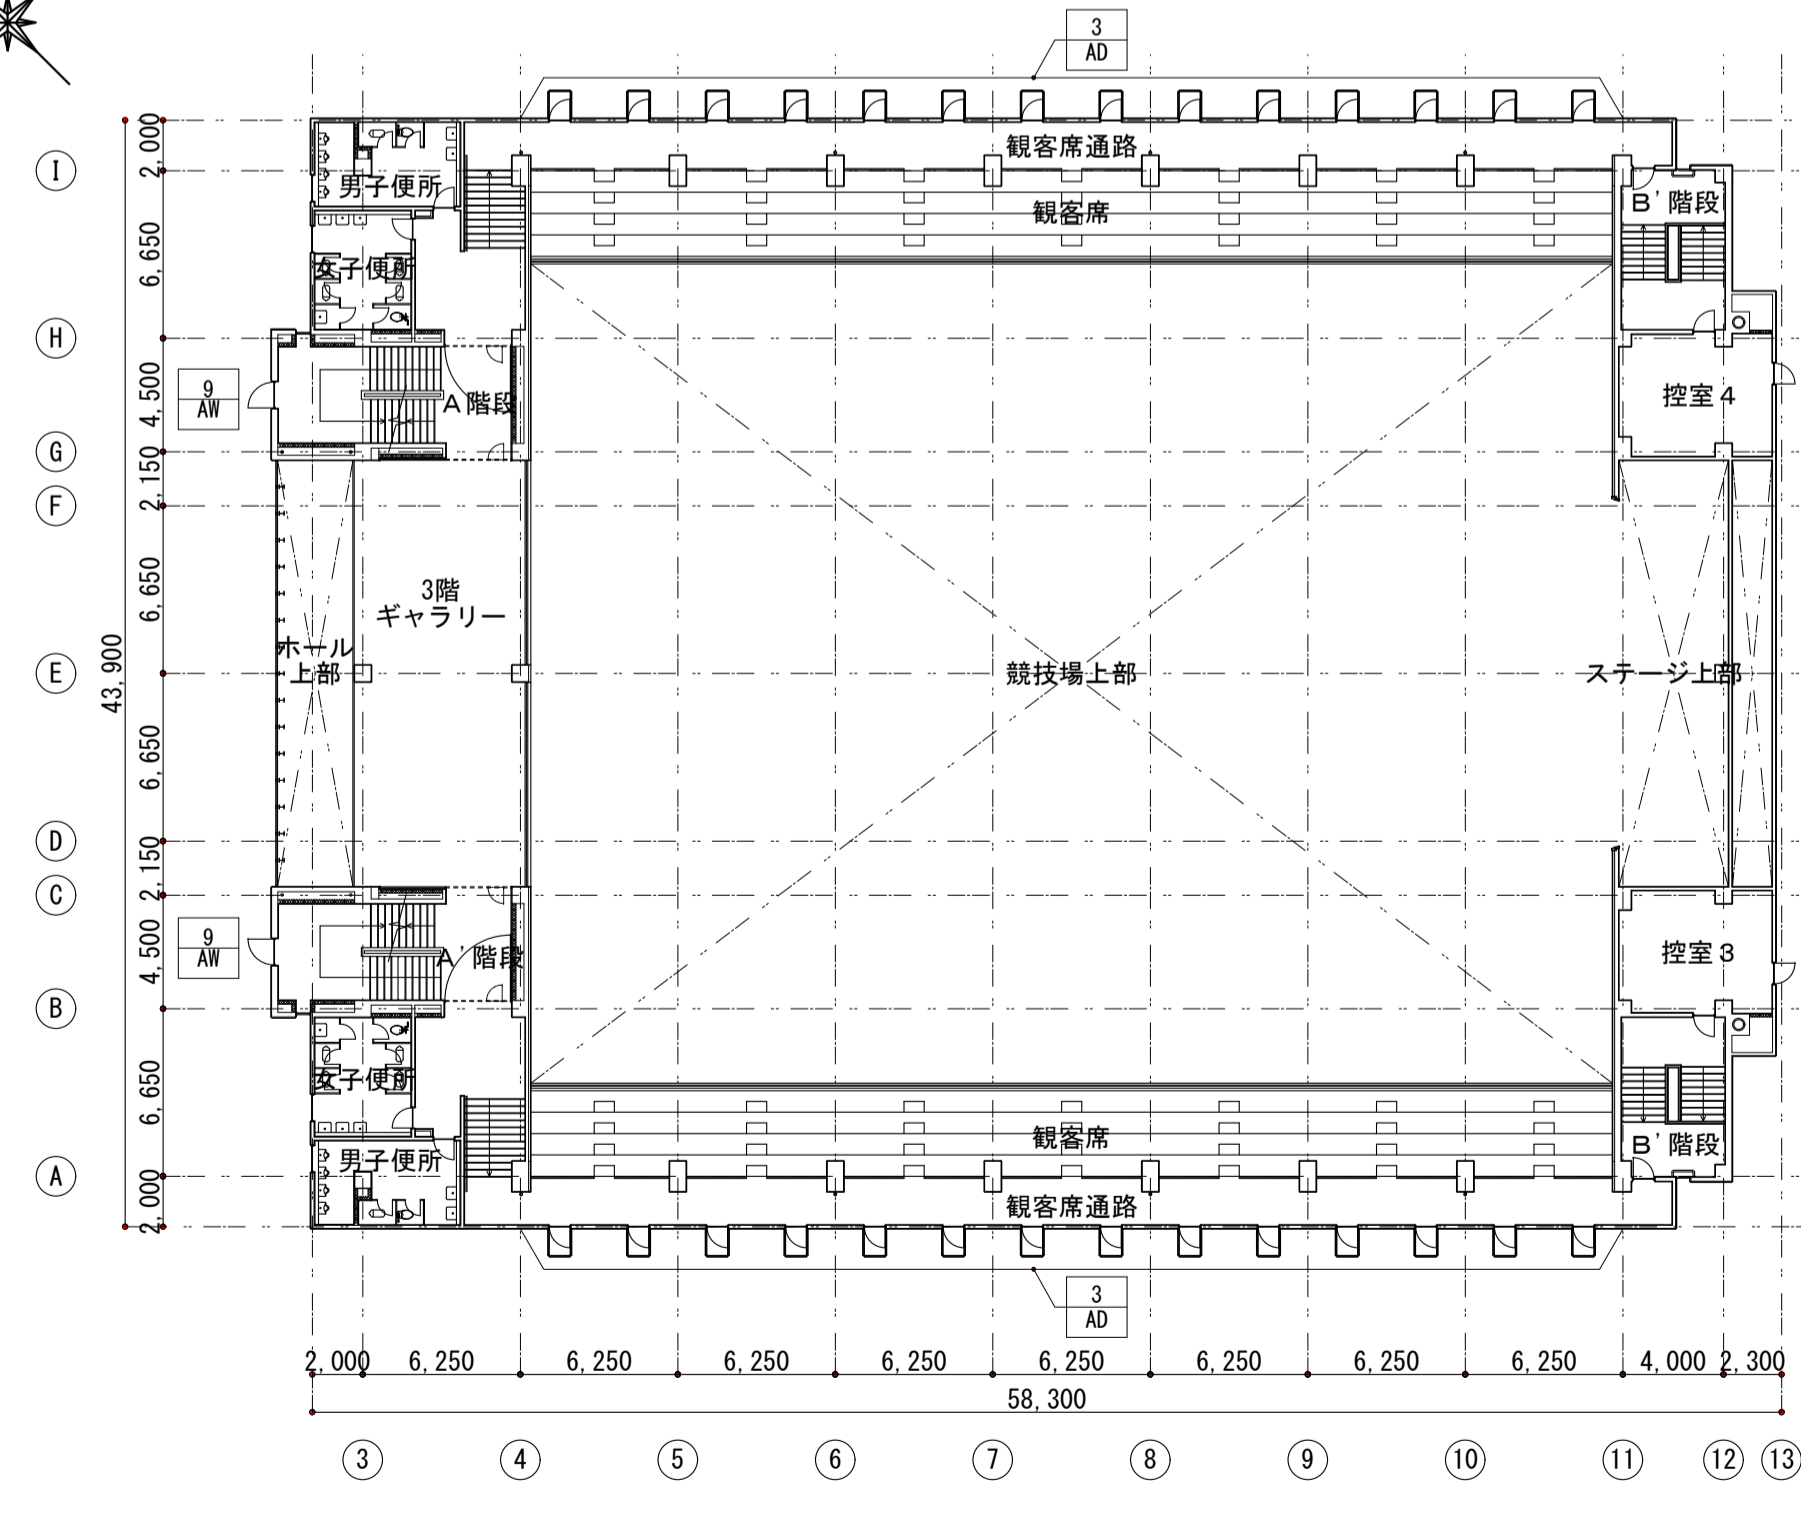 3
AD
観客席通路
男子便所
観客席
B'階段
女子便所
9
AW
A階段
控室4
3階
ギャラリー
ホール
上部
競技場上部
ステージ上部
9
AW
A'階段
控室3
女子便所
観客席
男子便所
B'階段
観客席通路
3
AD
I
H
G
F
E
D
C
B
A
2,000
6,650
4,500
2,150
6,650
6,650
2,150
4,500
6,650
2,000
43,900
2,000 6,250 6,250 6,250 6,250 6,250 6,250 6,250 6,250 4,000 2,300
58,300
3 4 5 6 7 8 9 10 11 12 13